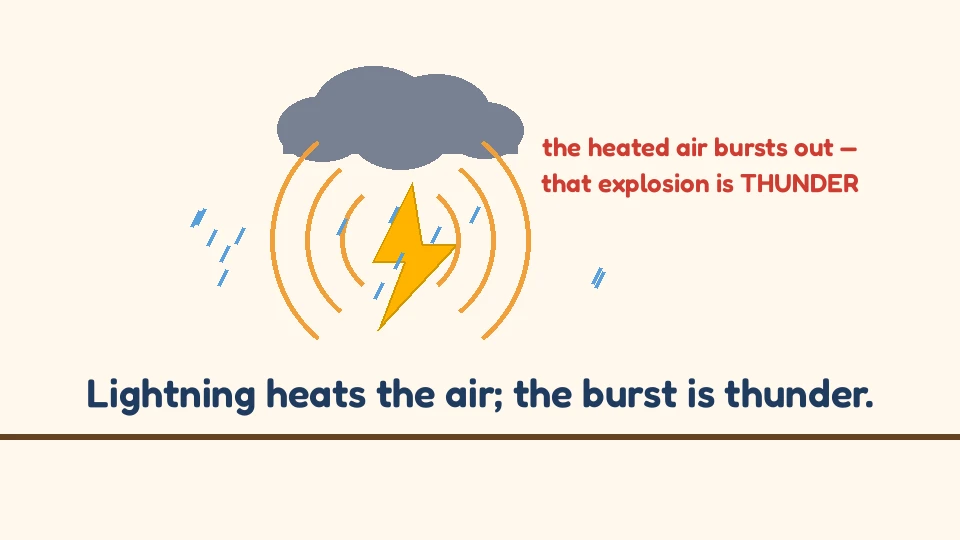 the heated air bursts out —
that explosion is THUNDER
Lightning heats the air; the burst is thunder.